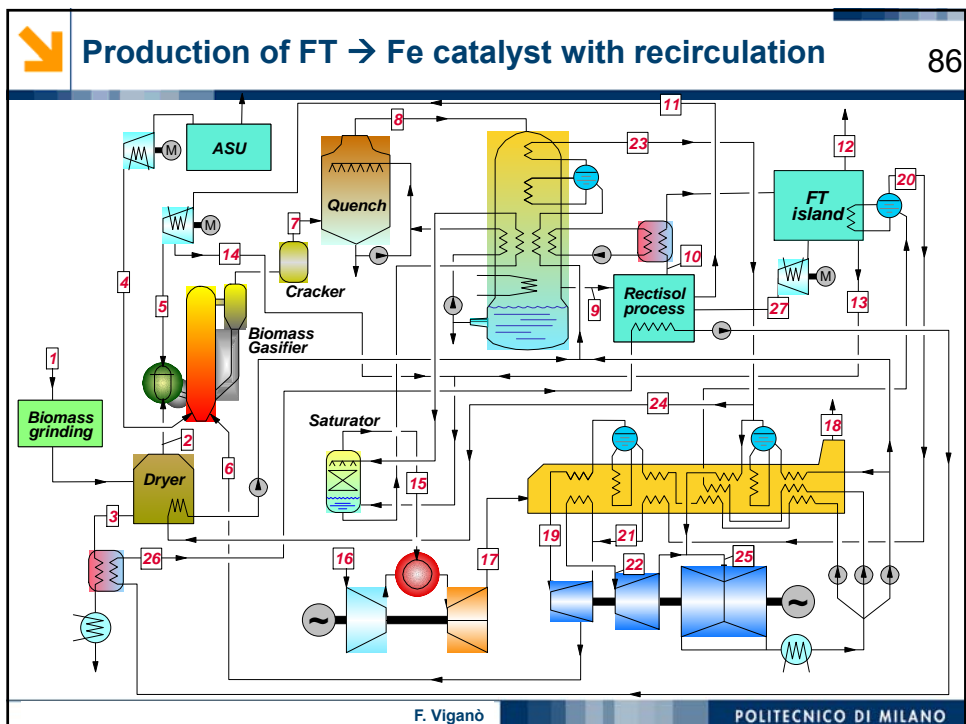 Production of FT → Fe catalyst with recirculation
86
11
8
23
12
ASU
M
20
Quench
FT
island
7
M
14
10
M
4
Cracker
9
Rectisol
process
27
13
5
Biomass
Gasifier
1
24
Biomass
grinding
Saturator
18
2
6
Dryer
15
3
19
21
26
16
17
22
25
~
~
F. Viganò
POLITECNICO DI MILANO